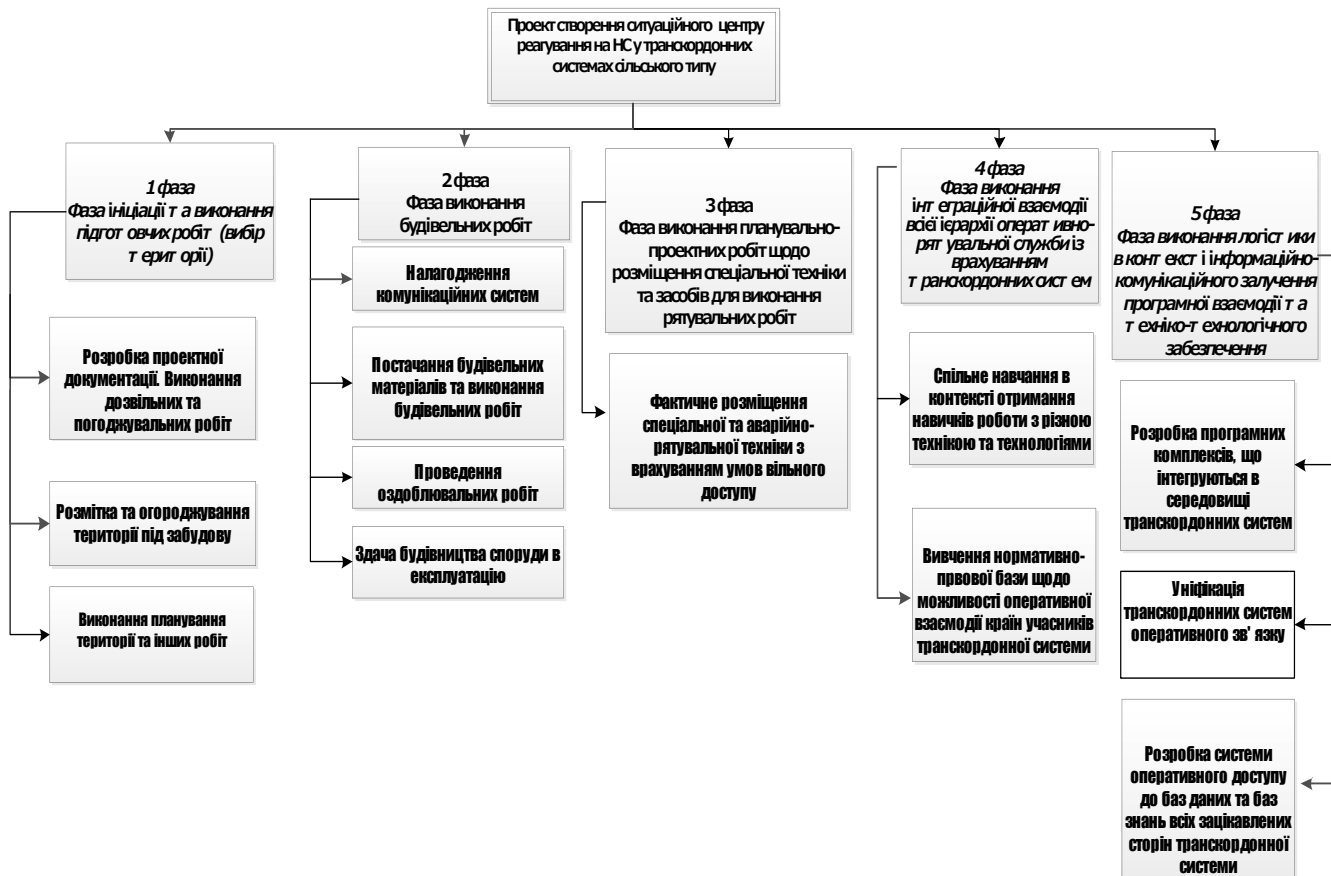 Проект створення ситуаційного центру
реагування на НС у транскордонних
системах сільського типу
1 фаза
Фаза ініціації та виконання
підготовчих робіт (вибір
території)
Розробка проектної
документації. Виконання
дозвільних та
погоджувальних робіт
Розмітка та огороджування
території під забудову
Виконання планування
території та інших робіт
2 фаза
Фаза виконання
будівельних робіт
Налагодження
комунікаційних систем
Постачання будівельних
матеріалів та виконання
будівельних робіт
Проведення
оздоблювальних робіт
Здача будівництва споруди в
експлуатацію
3 фаза
Фаза виконання планувально-
проектних робіт щодо
розміщення спеціальної техніки
та засобів для виконання
рятувальних робіт
Фактичне розміщення
спеціальної та аварійно-
рятувальної техніки з
врахуванням умов вільного
доступу
4 фаза
Фаза виконання
інтеграційної взаємодії
всієї ієрархії оперативно-
рятувальної служби із
врахуванням
транскордонних систем
Спільне навчання в
контексті отримання
навичків роботи з різною
технікою та технологіями
Вивчення нормативно-
првової бази щодо
можливості оперативної
взаємодії країн учасників
транскордонної системи
5 фаза
Фаза виконання логістики
в контексті інформаційно-
комунікаційного залучення
програмної взаємодії та
техніко-технологічного
забезпечення
Розробка програмних
комплексів, що
інтегруються в
середовищі
транскордонних систем
Уніфікація
транскордонних систем
оперативного зв' язку
Розробка системи
оперативного доступу
до баз даних та баз
знань всіх зацікавлених
сторін транскордонної
системи